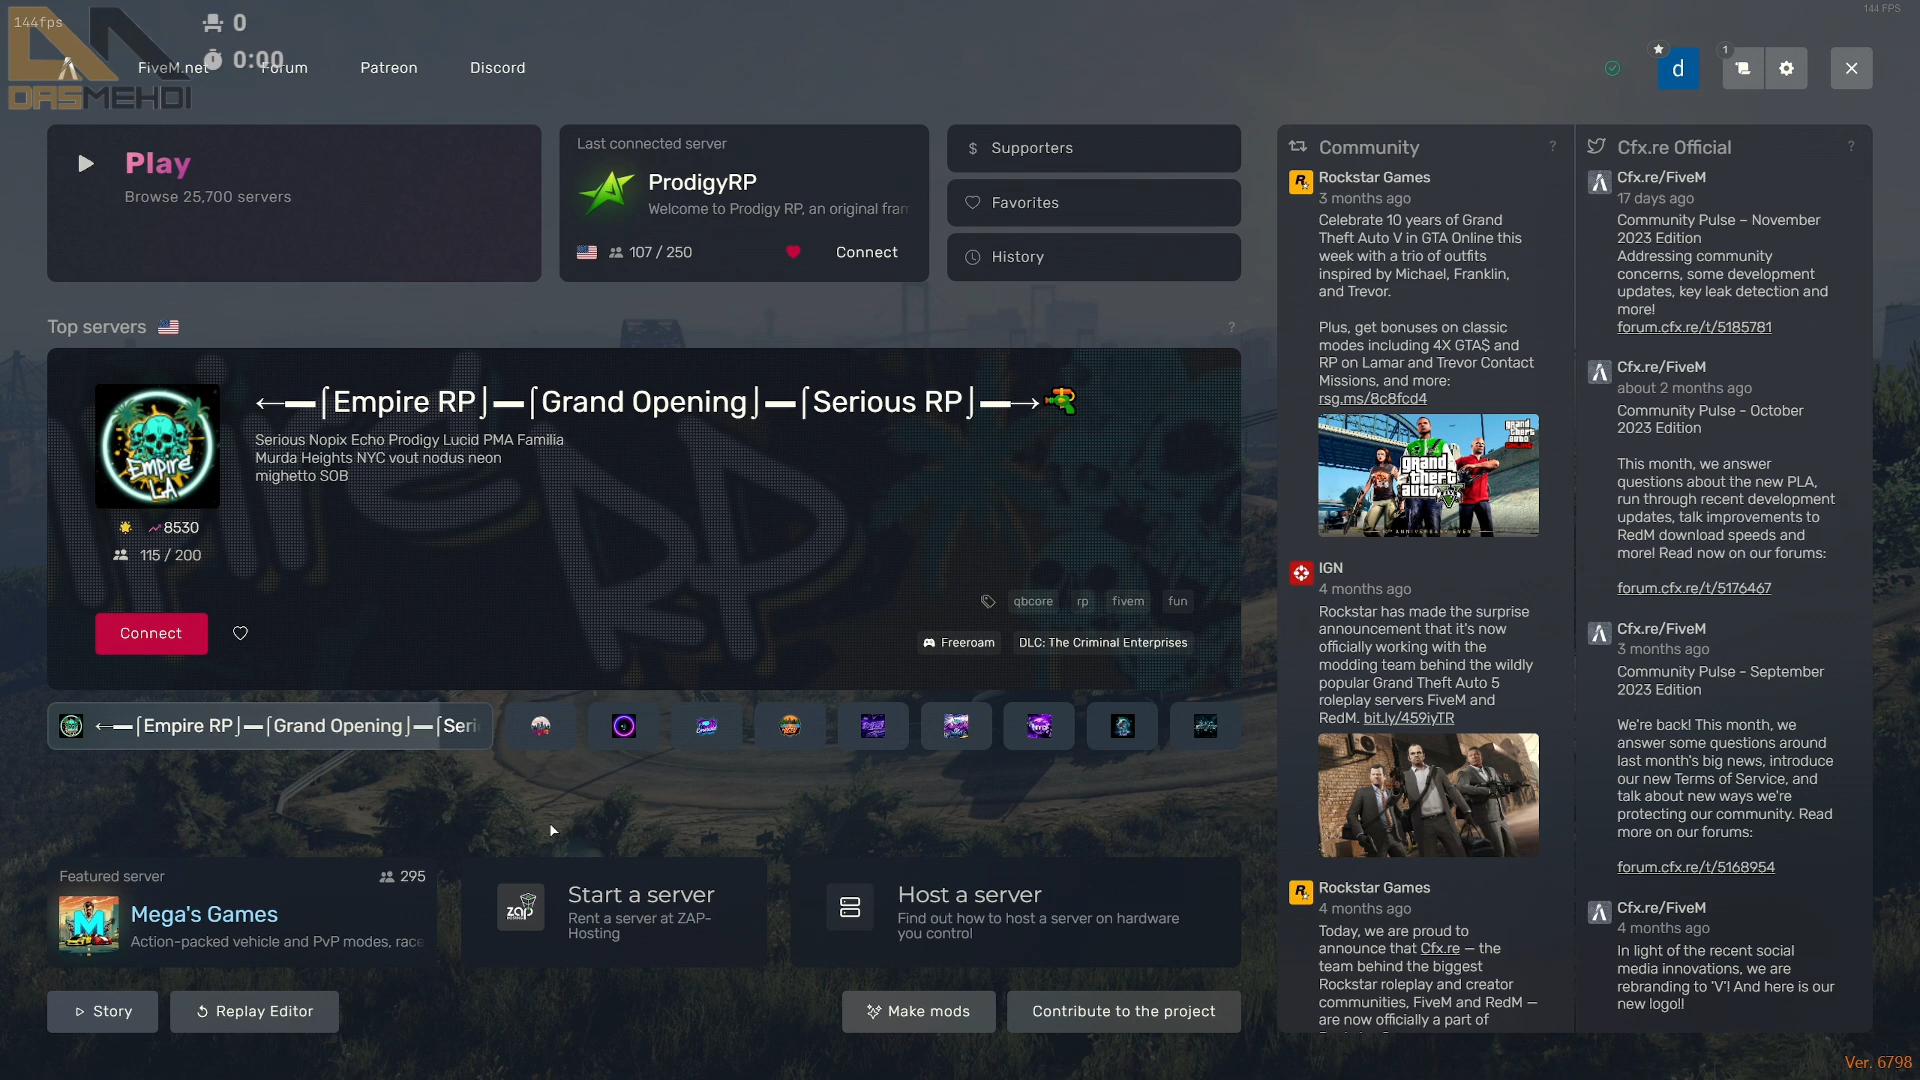 144fps
0
0:00
144 FPS
DASMEHDI
FiveM.net
Forum
Patreon
Discord
d
1
Play
Browse 25,700 servers
Last connected server
ProdigyRP
Welcome to Prodigy RP, an original fram
107 / 250
Connect
$ Supporters
Favorites
History
Top servers
?
←▬⌠Empire RP⌡▬⌠Grand Opening⌡▬⌠Serious RP⌡▬→
Serious Nopix Echo Prodigy Lucid PMA Familia
Murda Heights NYC vout nodus neon
mighetto SOB
Empire
L.A
8530
115 / 200
Connect
qbcore
rp
fivem
fun
Freeroam
DLC: The Criminal Enterprises
←▬⌠Empire RP⌡▬⌠Grand Opening⌡▬⌠Seri
Featured server
295
M
Mega's Games
Action-packed vehicle and PvP modes, race
ZAP
Start a server
Rent a server at ZAP-
Hosting
Host a server
Find out how to host a server on hardware
you control
Story
Replay Editor
Make mods
Contribute to the project
Community
?
Rockstar Games
3 months ago
Celebrate 10 years of Grand
Theft Auto V in GTA Online this
week with a trio of outfits
inspired by Michael, Franklin,
and Trevor.
Plus, get bonuses on classic
modes including 4X GTA$ and
RP on Lamar and Trevor Contact
Missions, and more:
rsg.ms/8c8fcd4
grand
theft
auto
V
IGN
4 months ago
Rockstar has made the surprise
announcement that it's now
officially working with the
modding team behind the wildly
popular Grand Theft Auto 5
roleplay servers FiveM and
RedM. bit.ly/459iyTR
Rockstar Games
4 months ago
Today, we are proud to
announce that Cfx.re — the
team behind the biggest
Rockstar roleplay and creator
communities, FiveM and RedM —
are now officially a part of
Cfx.re Official
?
Cfx.re/FiveM
17 days ago
Community Pulse – November
2023 Edition
Addressing community
concerns, some development
updates, key leak detection and
more!
forum.cfx.re/t/5185781
Cfx.re/FiveM
about 2 months ago
Community Pulse - October
2023 Edition
This month, we answer
questions about the new PLA,
run through recent development
updates, talk improvements to
RedM download speeds and
more! Read now on our forums:
forum.cfx.re/t/5176467
Cfx.re/FiveM
3 months ago
Community Pulse - September
2023 Edition
We're back! This month, we
answer some questions around
last month's big news, introduce
our new Terms of Service, and
talk about new ways we're
protecting our community. Read
more on our forums:
forum.cfx.re/t/5168954
Cfx.re/FiveM
4 months ago
In light of the recent social
media innovations, we are
rebranding to 'V'! And here is our
new logo!!
Ver. 6798